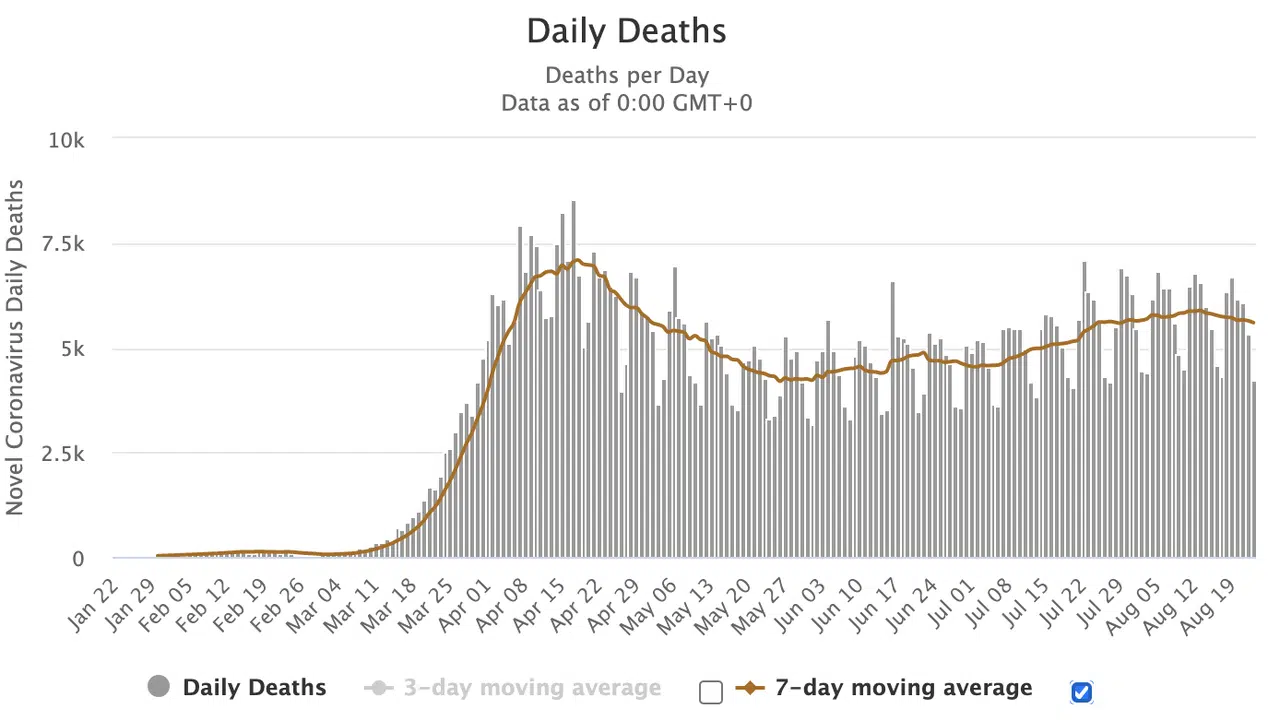 Daily Deaths
Deaths per Day
Data as of 0:00 GMT+0
Novel Coronavirus Daily Deaths
10k
7.5k
5k
2.5k
0
Jan 22
Jan 29
Feb 05
Feb 12
Feb 19
Feb 26
Mar 04
Mar 11
Mar 18
Mar 25
Apr 01
Apr 08
Apr 15
Apr 22
Apr 29
May 06
May 13
May 20
May 27
Jun 03
Jun 10
Jun 17
Jun 24
Jul 01
Jul 08
Jul 15
Jul 22
Jul 29
Aug 05
Aug 12
Aug 19
Daily Deaths
3-day moving average
7-day moving average